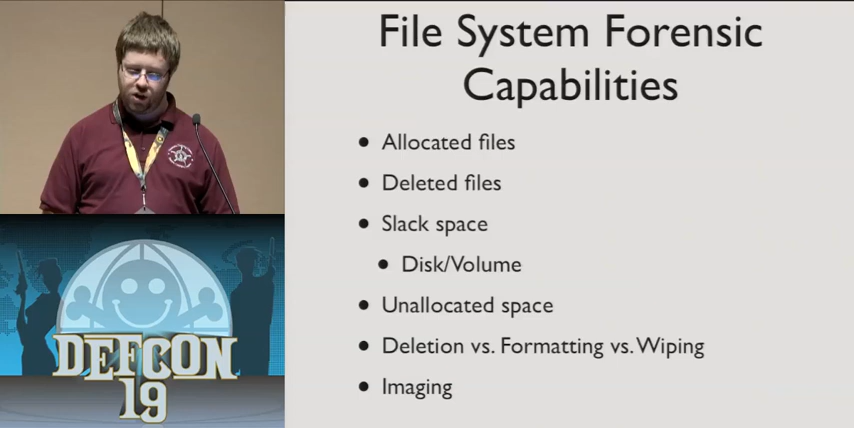 File System Forensic
Capabilities
• Allocated files
• Deleted files
• Slack space
• Disk/Volume
• Unallocated space
• Deletion vs. Formatting vs. Wiping
• Imaging
DEFCON
19